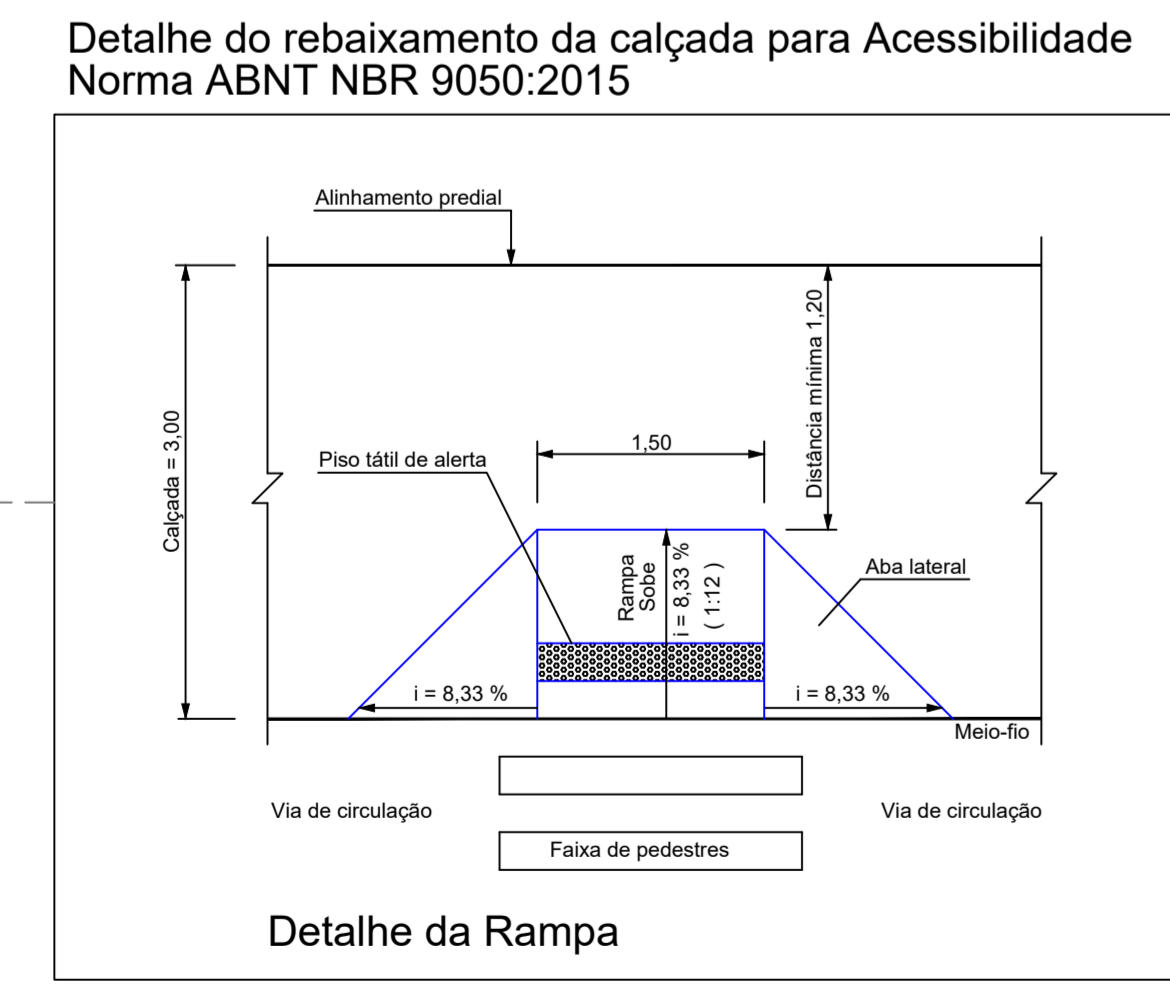 Detalhe do rebaixamento da calçada para Acessibilidade
Norma ABNT NBR 9050:2015
Alinhamento predial
Calçada = 3,00
Distância mínima 1,20
1,50
Piso tátil de alerta
Rampa
Sobe
i = 8,33 %
( 1:12 )
Aba lateral
i = 8,33 %
i = 8,33 %
Meio-fio
Via de circulação
Via de circulação
Faixa de pedestres
Detalhe da Rampa